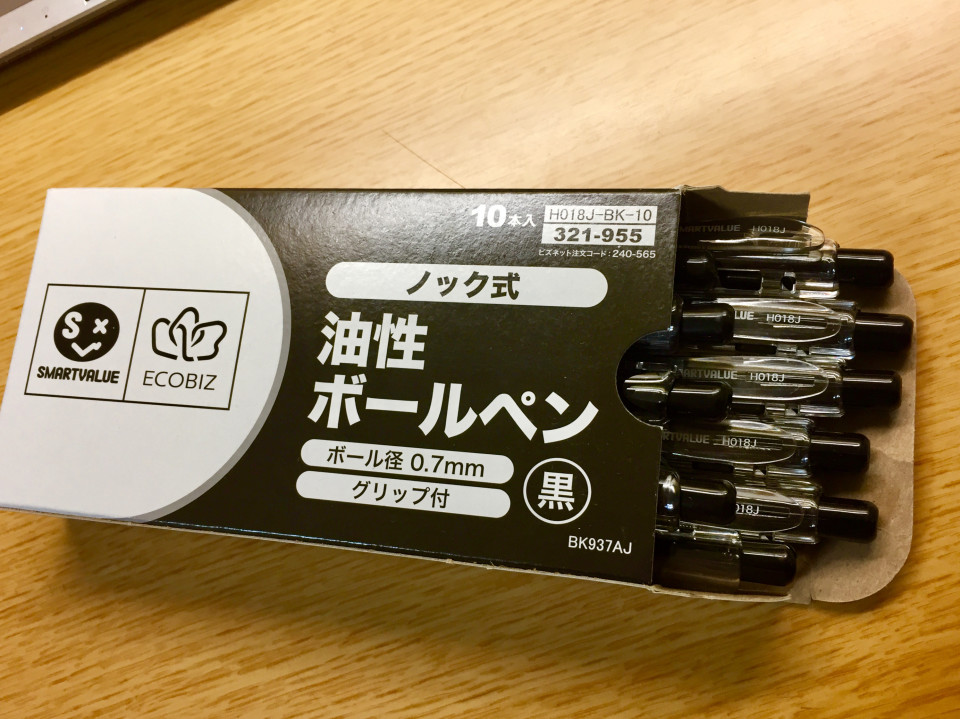 10本入
H018J-BK-10
321-955
ビズネット注文コード：240-565
ノック式
油性
ボールペン
ボール径 0.7mm
グリップ付
黒
BK937AJ
S×
SMARTVALUE
ECOBIZ
SMARTVALUE H018J
H018J
SMARTVALUE H018J
H018J
H018J